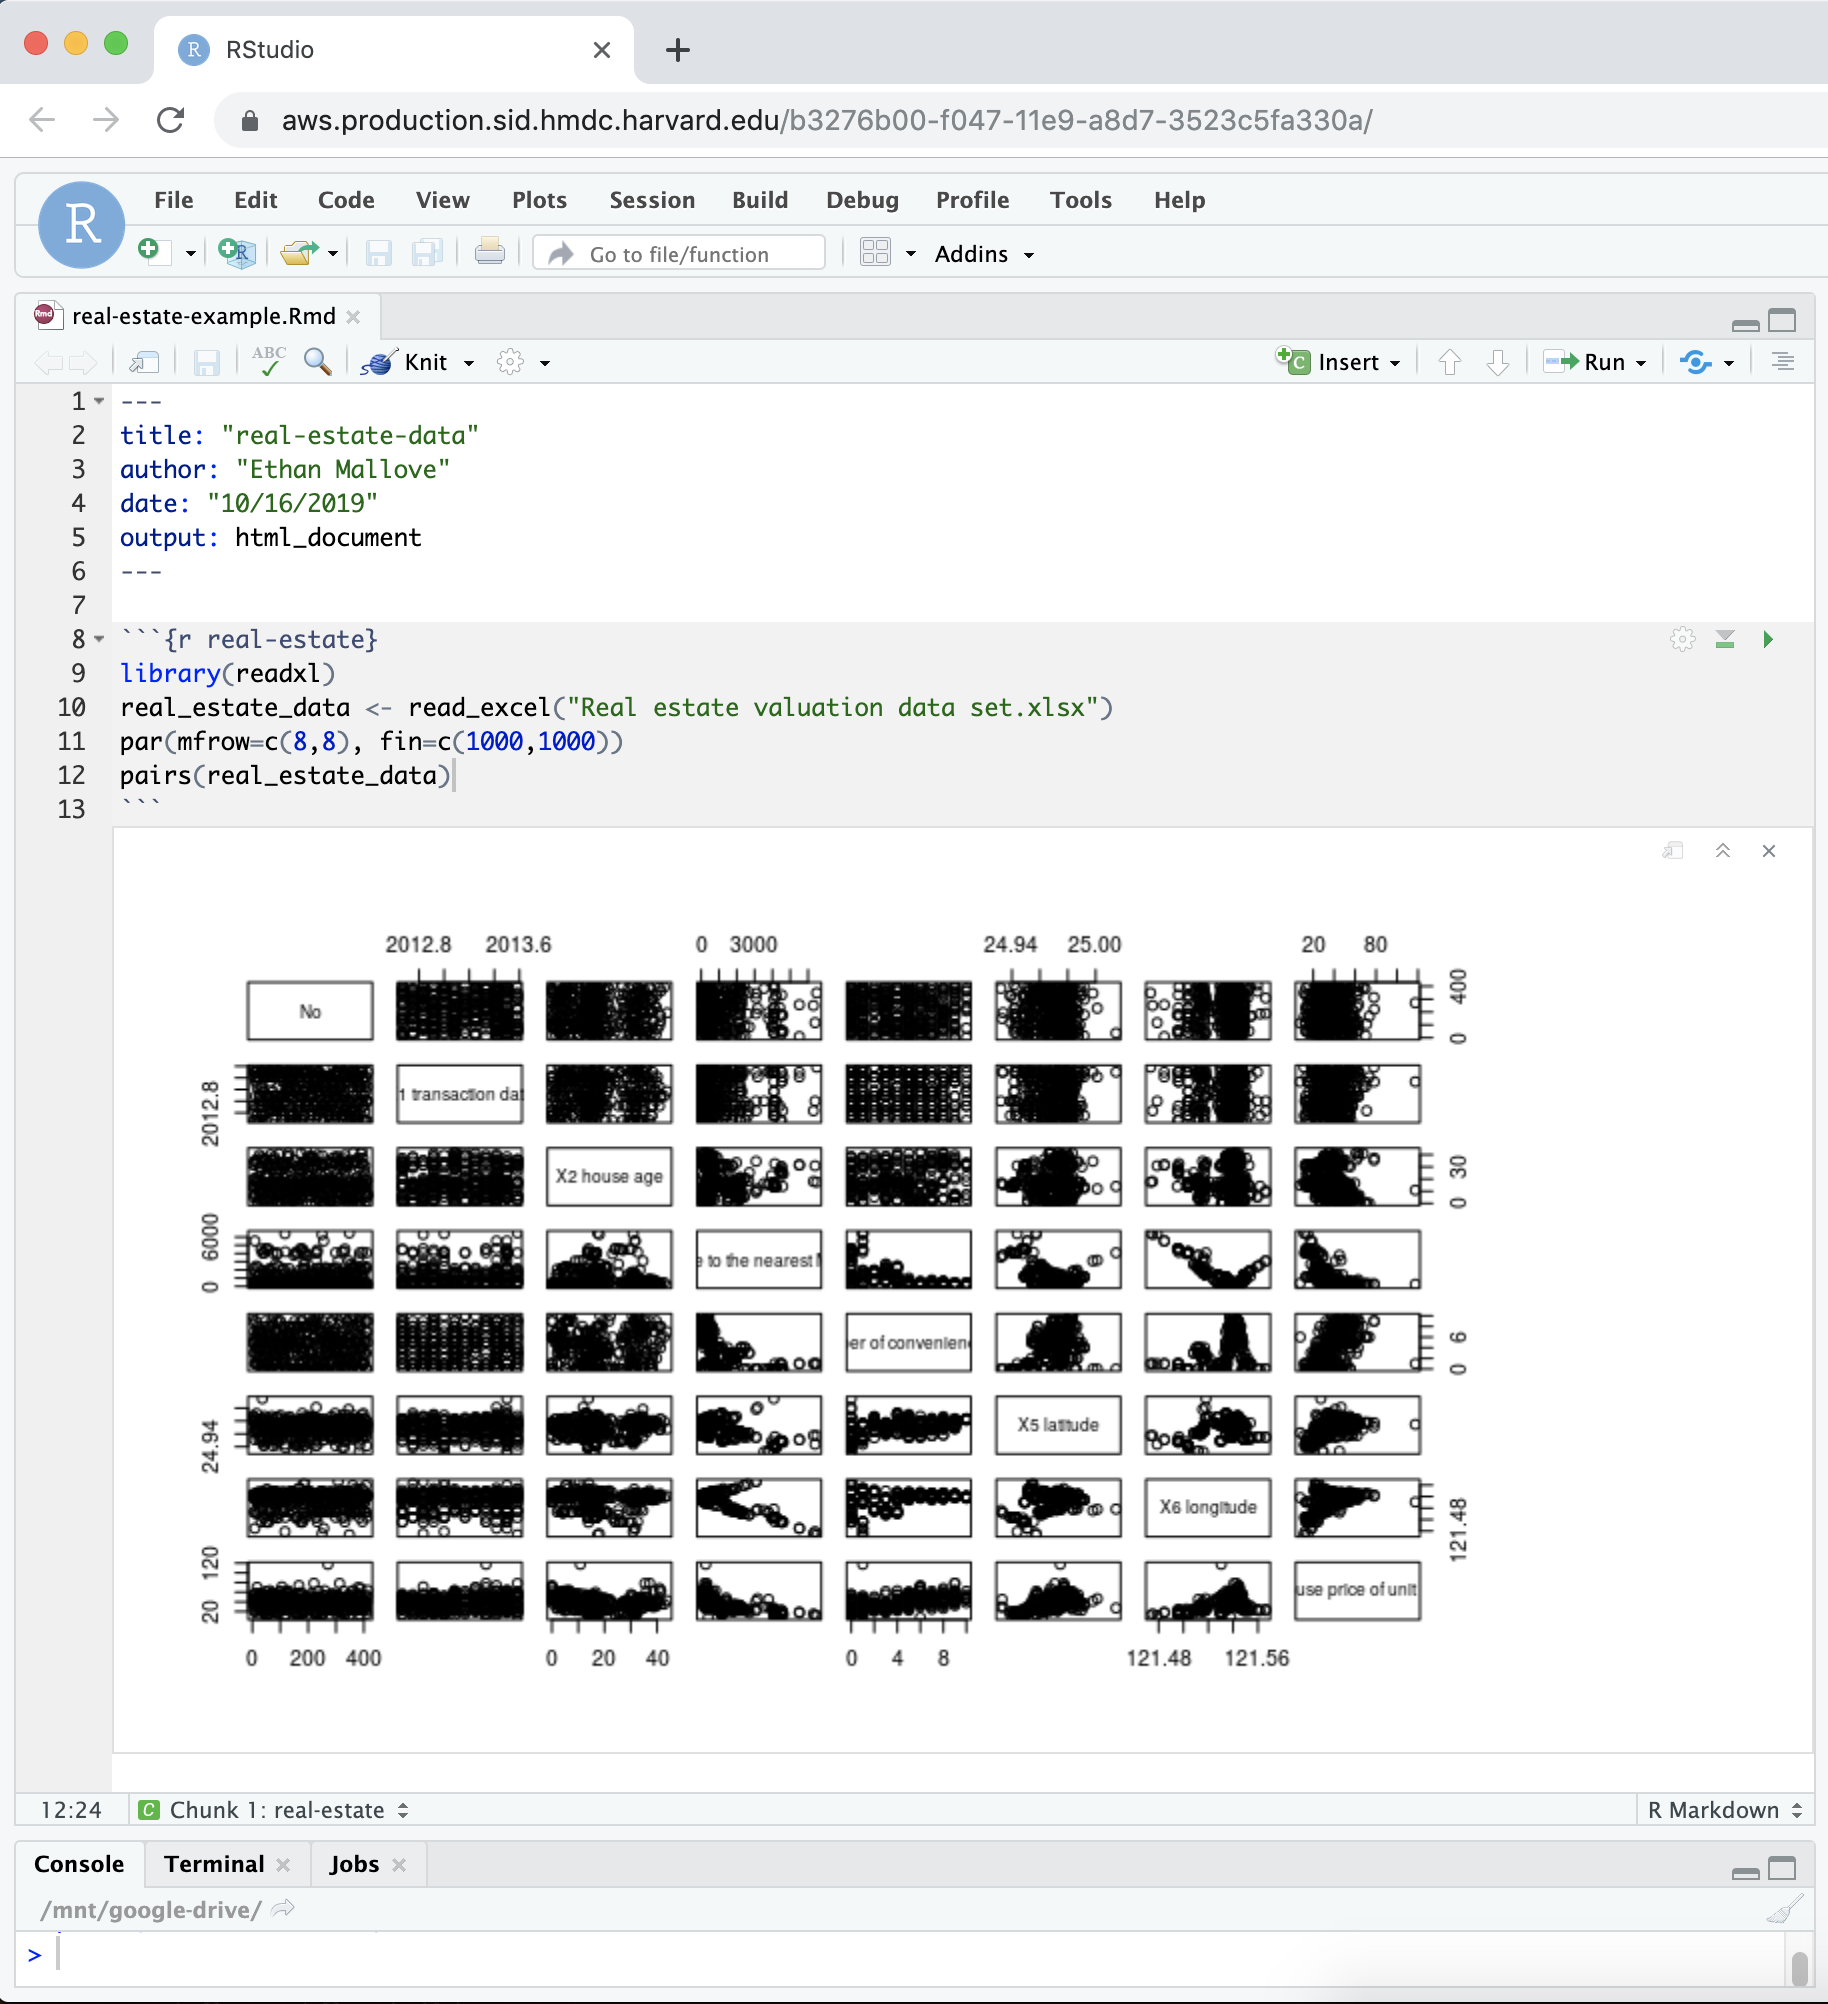 RStudio
aws.production.sid.hmdc.harvard.edu/b3276b00-f047-11e9-a8d7-3523c5fa330a/
R File Edit Code View Plots Session Build Debug Profile Tools Help
Go to file/function Addins
real-estate-example.Rmd
ABC Knit Insert Run
1 ---
2 title: "real-estate-data"
3 author: "Ethan Mallove"
4 date: "10/16/2019"
5 output: html_document
6 ---
7
8 ```{r real-estate}
9 library(readxl)
10 real_estate_data <- read_excel("Real estate valuation data set.xlsx")
11 par(mfrow=c(8,8), fin=c(1000,1000))
12 pairs(real_estate_data)
13 ```
2012.8 2013.6 0 3000 24.94 25.00 20 80
No 0 400
2012.8 1 transaction dat
X2 house age 0 30
0 6000 e to the nearest
er of convenien 0 6
24.94 X5 latitude
X6 longitude 121.48
20 120 use price of unit
0 200 400 0 20 40 0 4 8 121.48 121.56
12:24 C Chunk 1: real-estate R Markdown
Console Terminal Jobs
/mnt/google-drive/
>